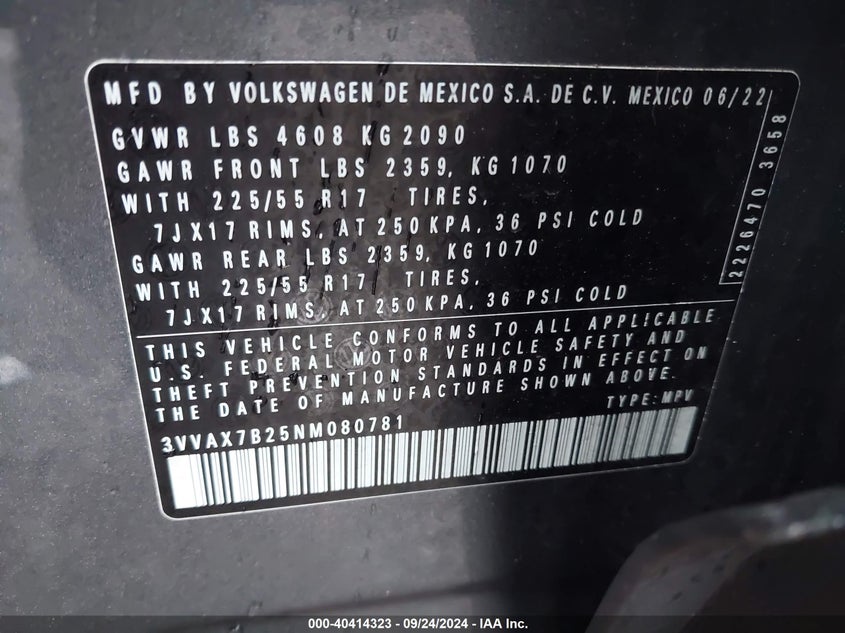 MFD BY VOLKSWAGEN DE MEXICO S.A. DE C.V. MEXICO 06/22
GVWR LBS 4608 KG 2090
GAWR FRONT LBS 2359, KG 1070
WITH 225/55 R17 TIRES,
7JX17 RIMS, AT 250 KPA, 36 PSI COLD
GAWR REAR LBS 2359, KG 1070
WITH 225/55 R17 TIRES,
7JX17 RIMS, AT 250 KPA, 36 PSI COLD
2226470 3658
THIS VEHICLE CONFORMS TO ALL APPLICABLE
U.S. FEDERAL MOTOR VEHICLE SAFETY AND
THEFT PREVENTION STANDARDS IN EFFECT ON
THE DATE OF MANUFACTURE SHOWN ABOVE.
3VVAX7B25NM080781 TYPE: MPV
000-40414323 - 09/24/2024 - IAA Inc.